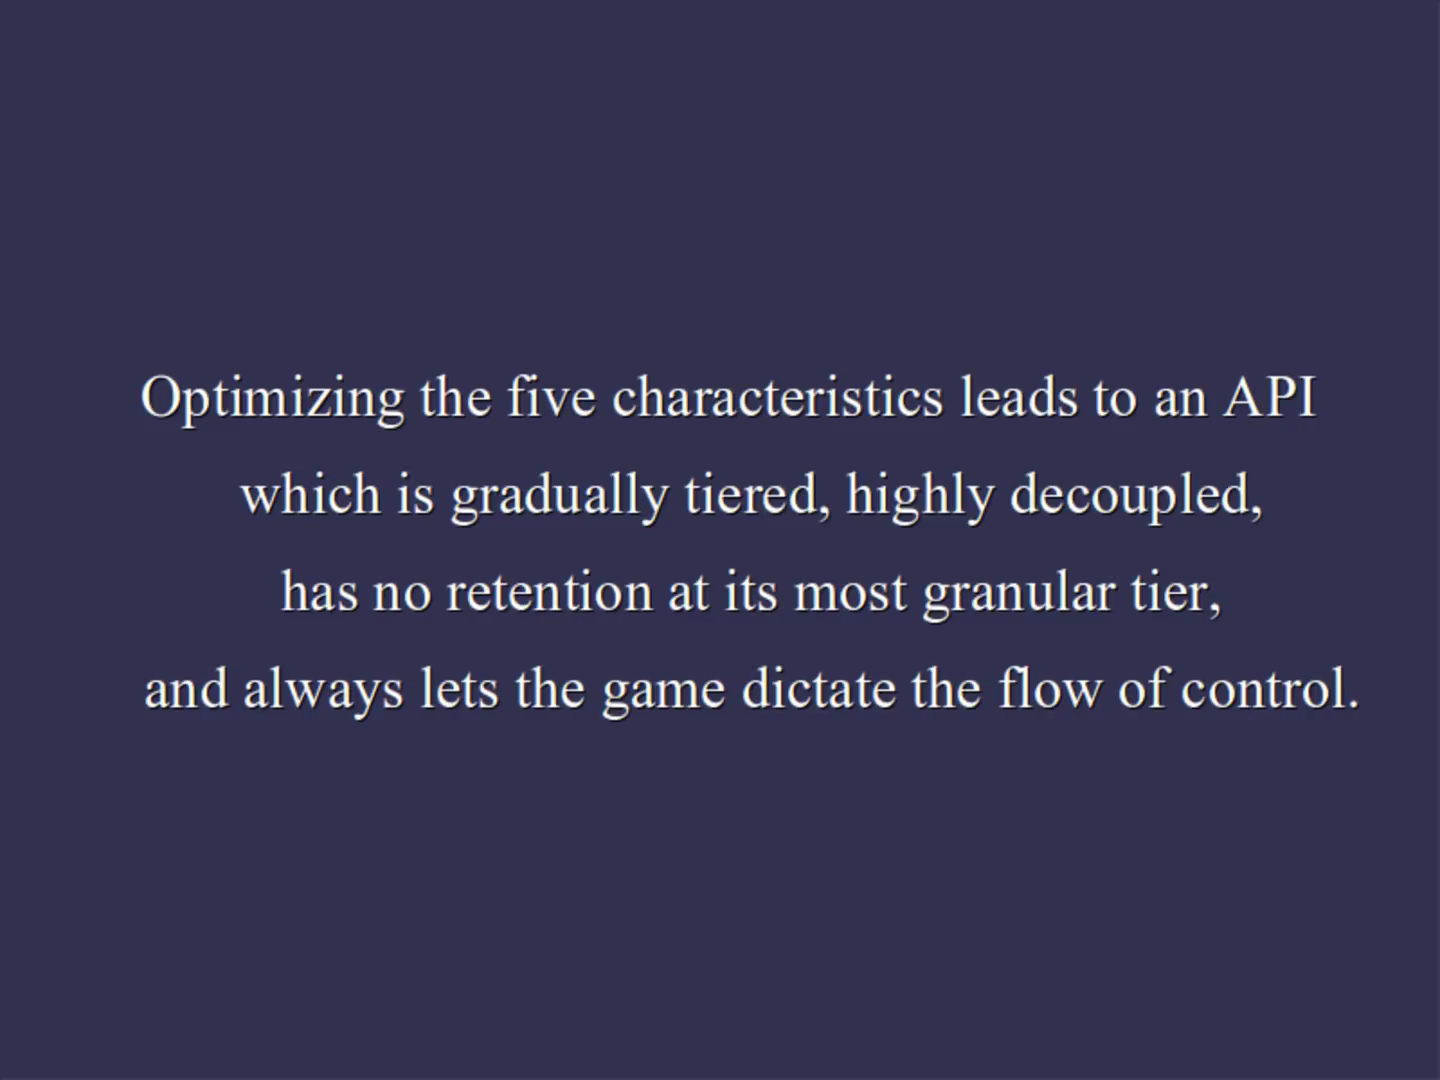 Optimizing the five characteristics leads to an API
which is gradually tiered, highly decoupled,
has no retention at its most granular tier,
and always lets the game dictate the flow of control.